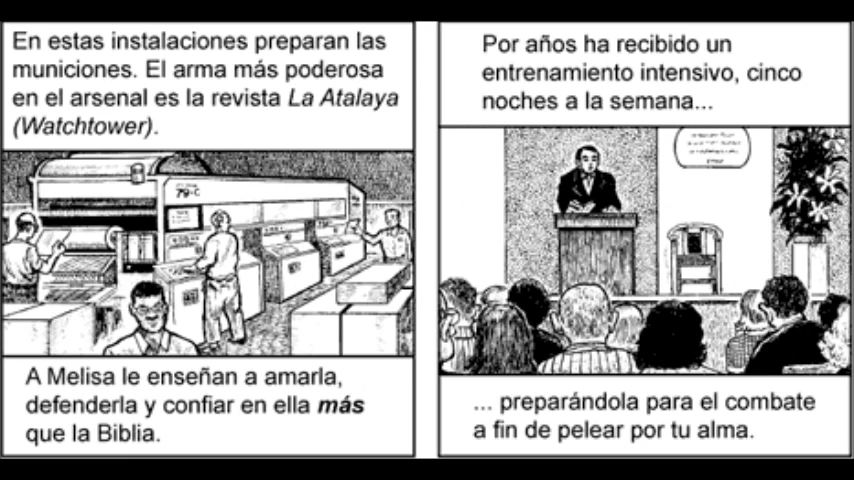 En estas instalaciones preparan las
municiones. El arma más poderosa
en el arsenal es la revista La Atalaya
(Watchtower).
79-C
A Melisa le enseñan a amarla,
defenderla y confiar en ella más
que la Biblia.
Por años ha recibido un
entrenamiento intensivo, cinco
noches a la semana...
... preparándola para el combate
a fin de pelear por tu alma.